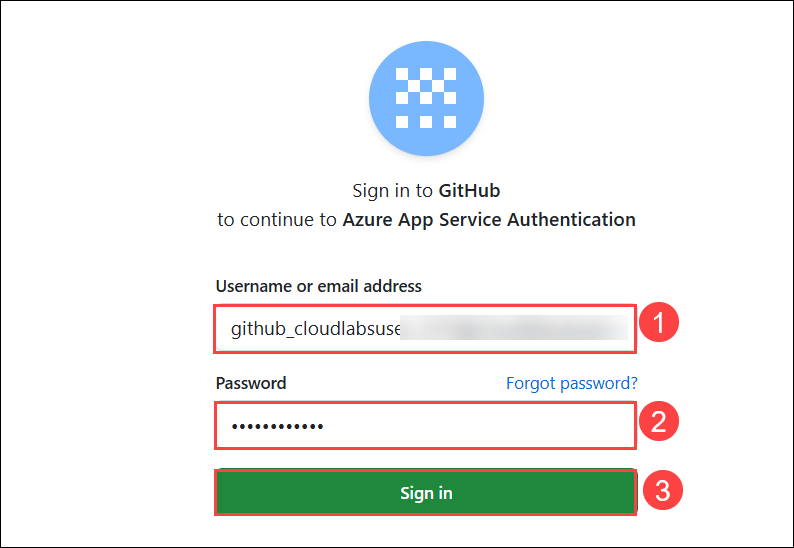 Sign in to GitHub
to continue to Azure App Service Authentication
Username or email address
github_cloudlabsuse
1
Password Forgot password?
••••••••••••
2
Sign in
3